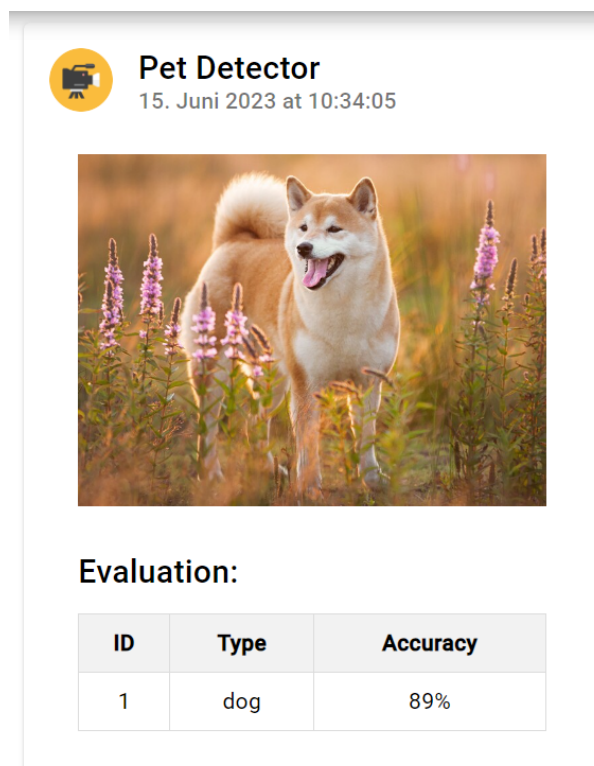 Pet Detector
15. Juni 2023 at 10:34:05
Evaluation:
ID Type Accuracy
1 dog 89%